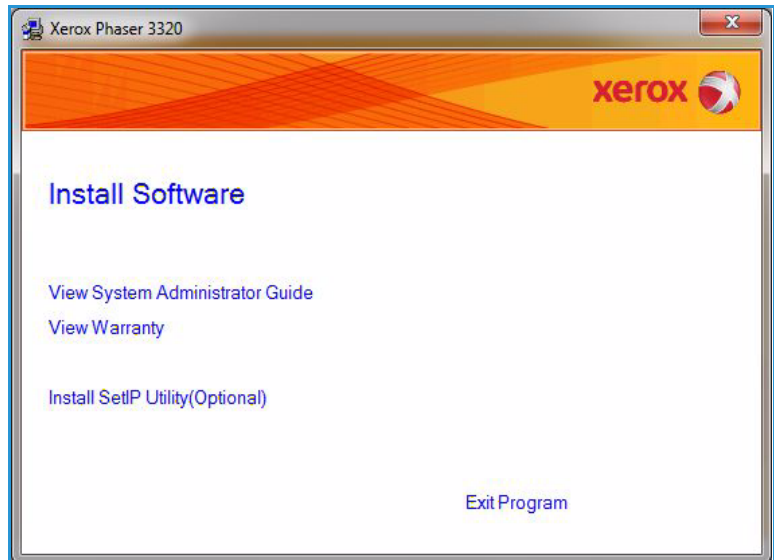 Xerox Phaser 3320
xerox
Install Software
View System Administrator Guide
View Warranty
Install SetIP Utility(Optional)
Exit Program